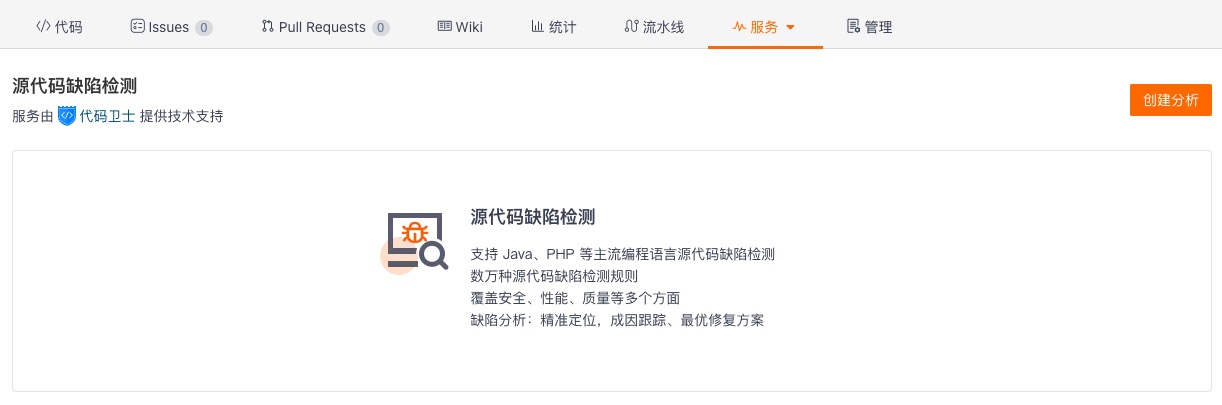 代码 Issues 0 Pull Requests 0 Wiki 统计 流水线 服务 管理
源代码缺陷检测
创建分析
服务由 代码卫士 提供技术支持
源代码缺陷检测
支持 Java、PHP 等主流编程语言源代码缺陷检测
数万种源代码缺陷检测规则
覆盖安全、性能、质量等多个方面
缺陷分析：精准定位，成因跟踪、最优修复方案